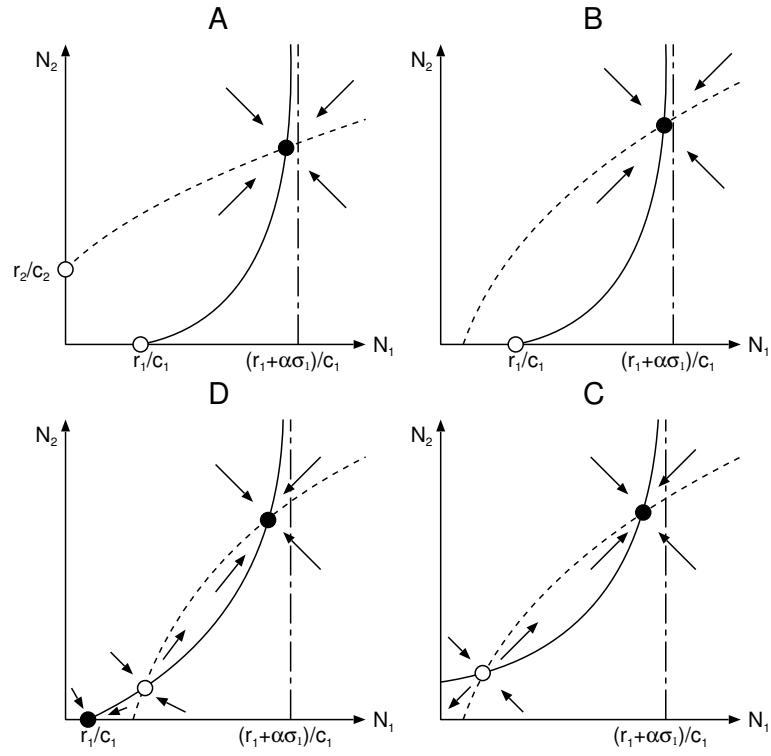 A
B
N₂
N₂
r₂/c₂
r₁/c₁
(r₁+ασ₁)/c₁
N₁
r₁/c₁
(r₁+ασ₁)/c₁
N₁
D
C
N₂
N₂
r₁/c₁
(r₁+ασ₁)/c₁
N₁
(r₁+ασ₁)/c₁
N₁